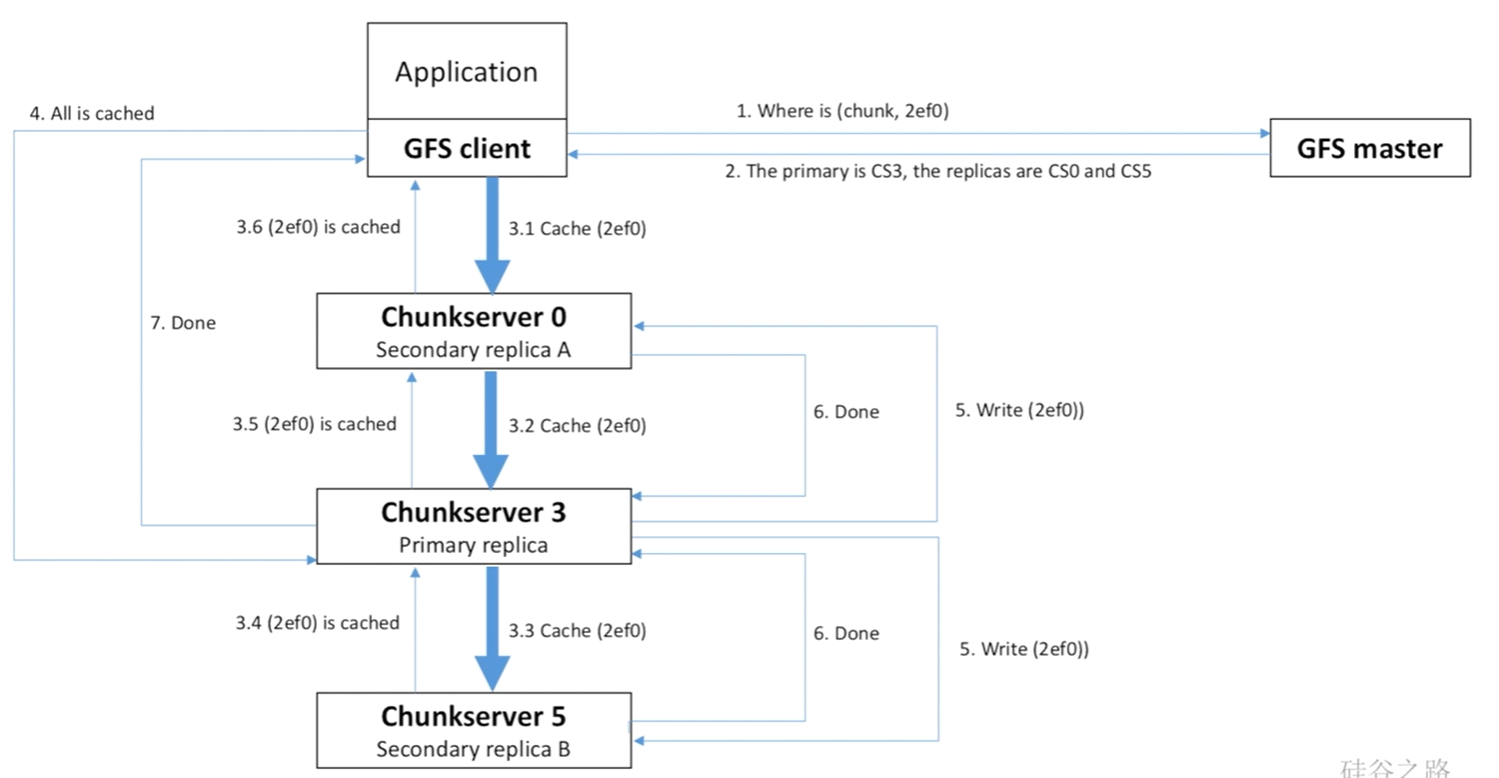 Application
4. All is cached
1. Where is (chunk, 2ef0)
GFS client
GFS master
2. The primary is CS3, the replicas are CS0 and CS5
3.6 (2ef0) is cached
3.1 Cache (2ef0)
Chunkserver 0
7. Done
Secondary replica A
6. Done
5. Write (2ef0))
3.5 (2ef0) is cached
3.2 Cache (2ef0)
Chunkserver 3
Primary replica
3.4 (2ef0) is cached
3.3 Cache (2ef0)
6. Done
5. Write (2ef0))
Chunkserver 5
Secondary replica B
硅谷之路